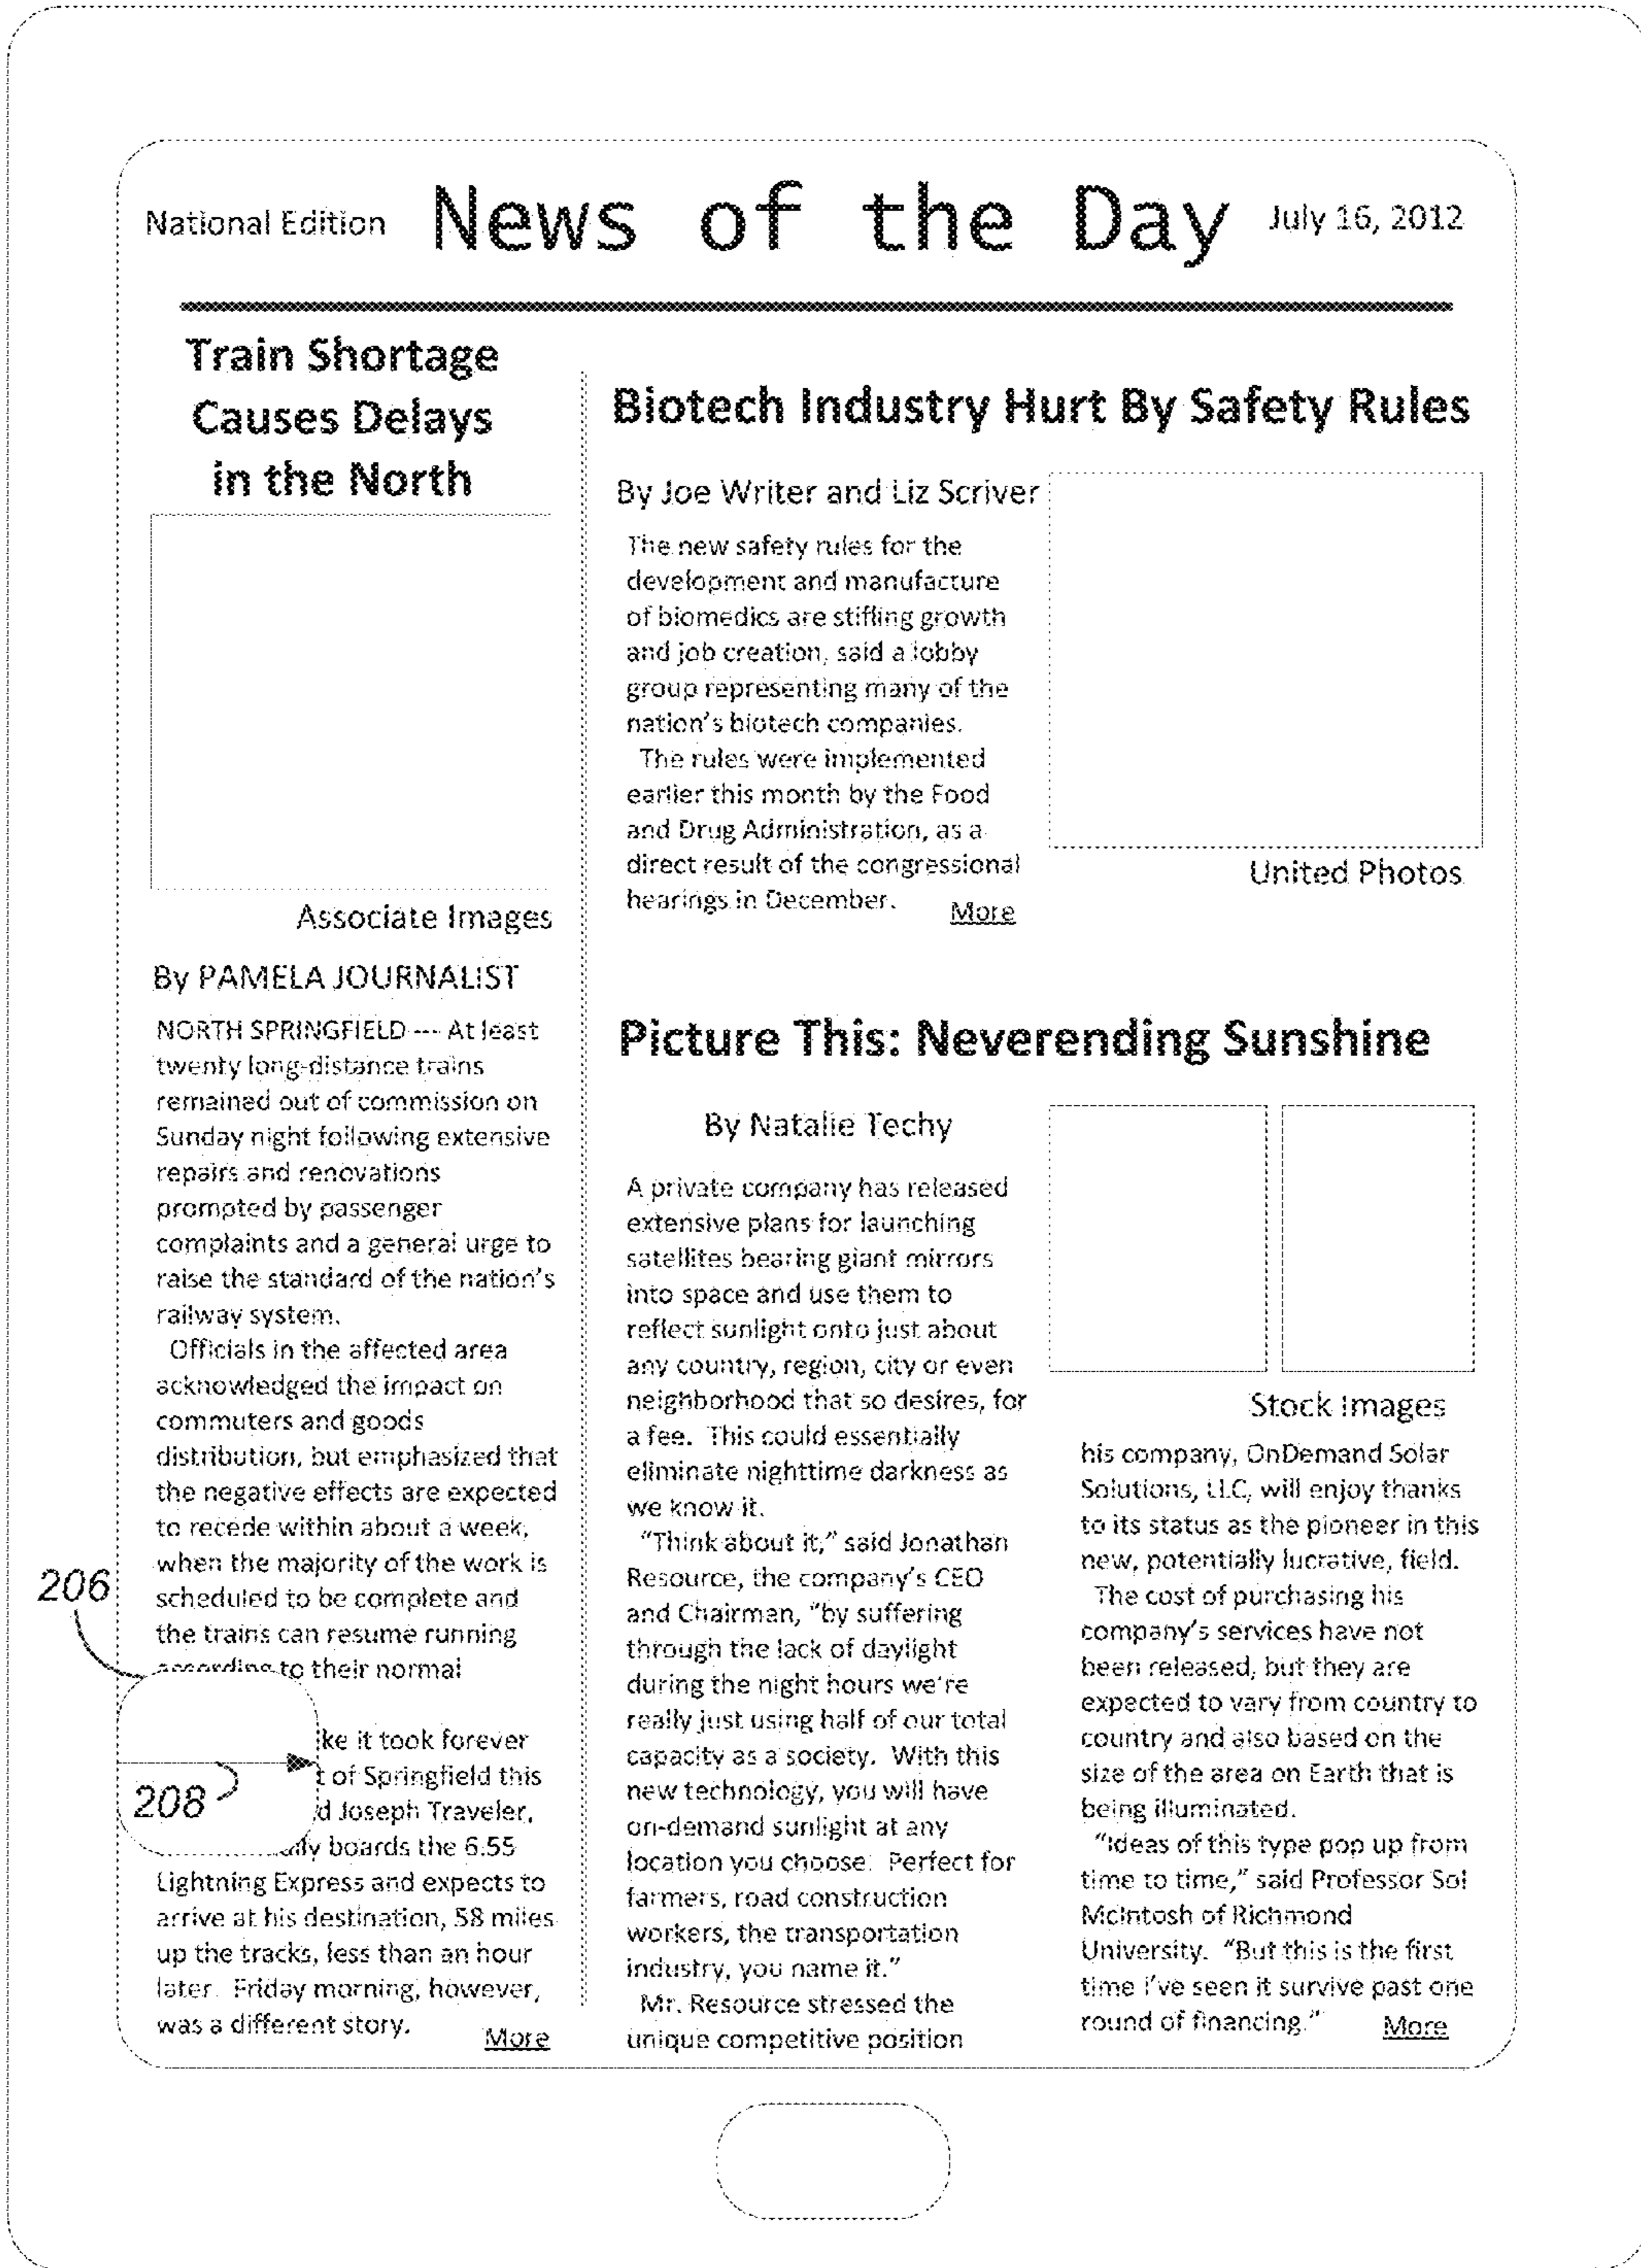 National Edition
News of the Day
July 16, 2012
Train Shortage
Causes Delays
in the North
Associate Images
By PAMELA JOURNALIST
NORTH SPRINGFIELD --- At least
twenty long-distance trains
remained out of commission on
Sunday night following extensive
repairs and renovations
prompted by passenger
complaints and a general urge to
raise the standard of the nation's
railway system.
Officials in the affected area
acknowledged the impact on
commuters and goods
distribution, but emphasized that
the negative effects are expected
to recede within about a week,
when the majority of the work is
scheduled to be complete and
the trains can resume running
according to their normal
206
ke it took forever
t of Springfield this
208
d Joseph Traveler,
boards the 6:55
Lightning Express and expects to
arrive at his destination, 58 miles
up the tracks, less than an hour
later. Friday morning, however,
was a different story.
More
Biotech Industry Hurt By Safety Rules
By Joe Writer and Liz Scriver
The new safety rules for the
development and manufacture
of biomedics are stifling growth
and job creation, said a lobby
group representing many of the
nation's biotech companies.
The rules were implemented
earlier this month by the Food
and Drug Administration, as a
direct result of the congressional
hearings in December.
More
United Photos
Picture This: Neverending Sunshine
By Natalie Techy
A private company has released
extensive plans for launching
satellites bearing giant mirrors
into space and use them to
reflect sunlight onto just about
any country, region, city or even
neighborhood that so desires, for
a fee. This could essentially
eliminate nighttime darkness as
we know it.
"Think about it," said Jonathan
Resource, the company's CEO
and Chairman, "by suffering
through the lack of daylight
during the night hours we're
really just using half of our total
capacity as a society. With this
new technology, you will have
on-demand sunlight at any
location you choose. Perfect for
farmers, road construction
workers, the transportation
industry, you name it."
Mr. Resource stressed the
unique competitive position
Stock Images
his company, OnDemand Solar
Solutions, LLC, will enjoy thanks
to its status as the pioneer in this
new, potentially lucrative, field.
The cost of purchasing his
company's services have not
been released, but they are
expected to vary from country to
country and also based on the
size of the area on Earth that is
being illuminated.
"Ideas of this type pop up from
time to time," said Professor Sol
McIntosh of Richmond
University. "But this is the first
time I've seen it survive past one
round of financing."
More